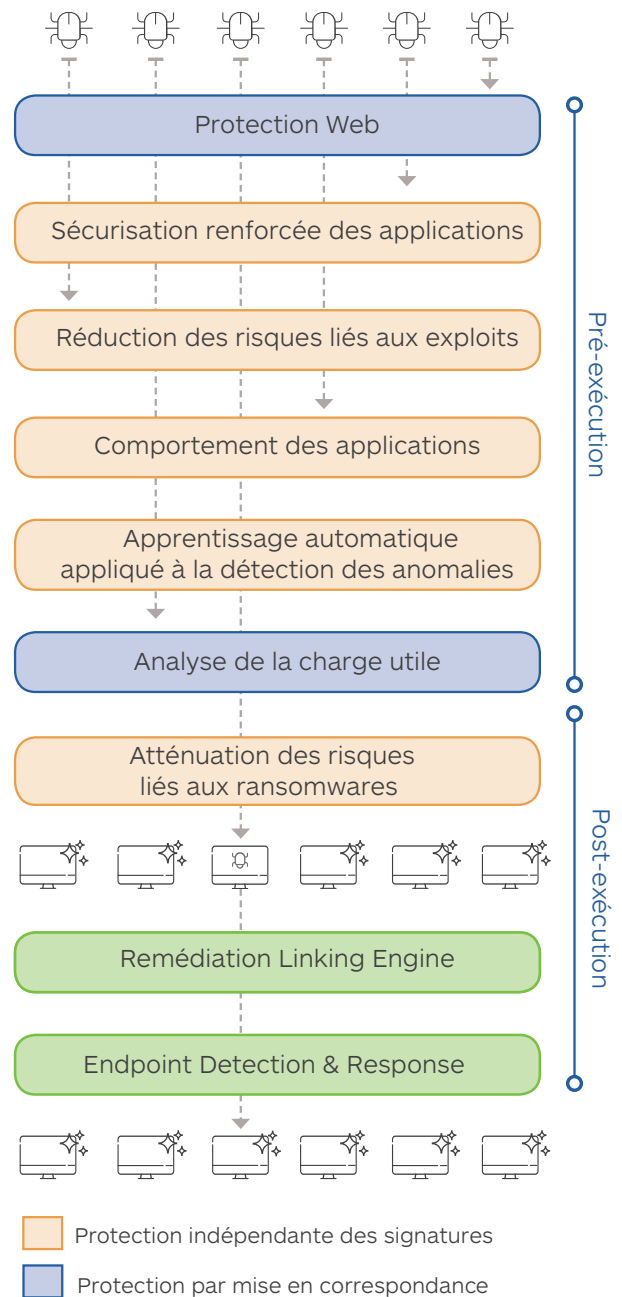 Protection Web
Sécurisation renforcée des applications
Réduction des risques liés aux exploits
Comportement des applications
Apprentissage automatique
appliqué à la détection des anomalies
Analyse de la charge utile
Pré-exécution
Atténuation des risques
liés aux ransomwares
Remédiation Linking Engine
Endpoint Detection & Response
Post-exécution
Protection indépendante des signatures
Protection par mise en correspondance